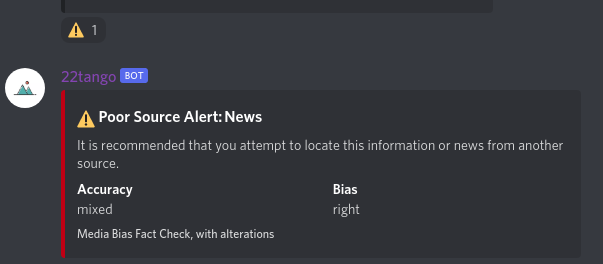 ⚠️ 1
22tango BOT
⚠️ Poor Source Alert: News
It is recommended that you attempt to locate this information or news from another
source.
Accuracy Bias
mixed right
Media Bias Fact Check, with alterations